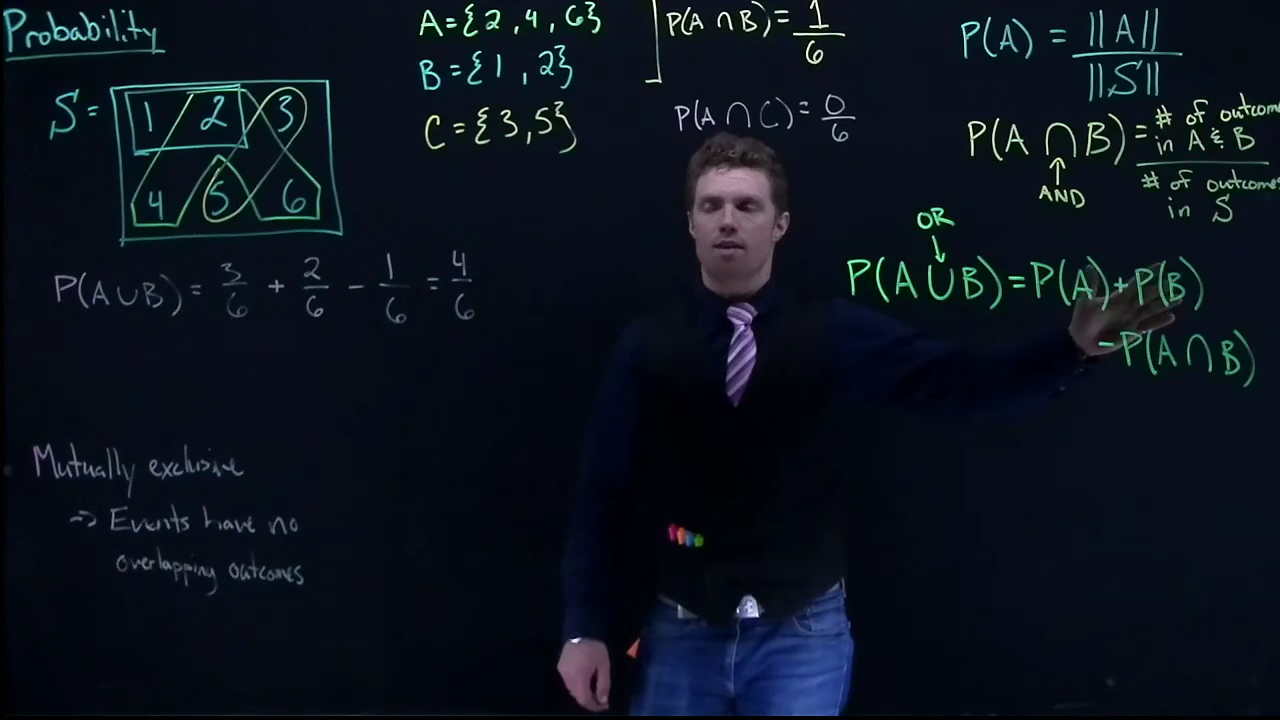 Probability
S = 1 2 3
4 5 6
A = {2, 4, 6}
B = {1, 2}
C = {3, 5}
P(A ∩ B) = 1/6
P(A ∩ C) = 0/6
P(A) = ||A|| / ||S||
P(A ∩ B) = # of outcome
in A & B
# of outcome
in S
AND
OR
P(A ∪ B) = P(A) + P(B)
- P(A ∩ B)
P(A ∪ B) = 3/6 + 2/6 - 1/6 = 4/6
Mutually exclusive
⇒ Events have no
overlapping outcomes